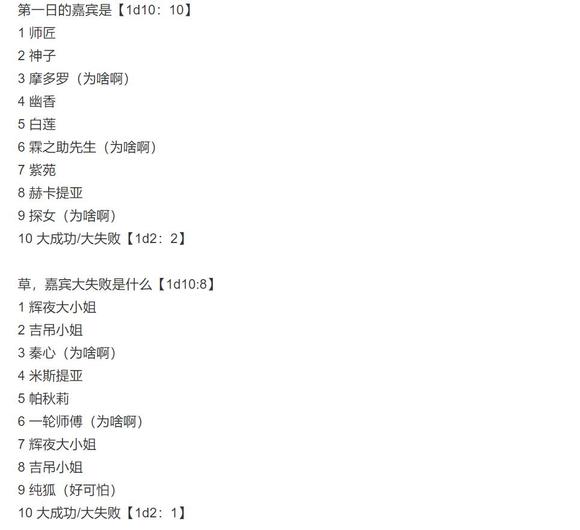 第一日的嘉宾是【1d10：10】
1 师匠
2 神子
3 摩多罗（为啥啊）
4 幽香
5 白莲
6 霖之助先生（为啥啊）
7 紫苑
8 赫卡提亚
9 探女（为啥啊）
10 大成功/大失败【1d2：2】
草，嘉宾大失败是什么【1d10:8】
1 辉夜大小姐
2 吉吊小姐
3 秦心（为啥啊）
4 米斯提亚
5 帕秋莉
6 一轮师傅（为啥啊）
7 辉夜大小姐
8 吉吊小姐
9 纯狐（好可怕）
10 大成功/大失败【1d2：1】